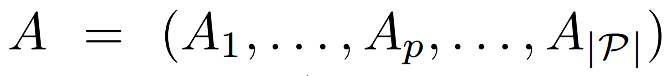 A = (A_1, . . . , A_p, . . . , A_{|\mathcal{P}|})